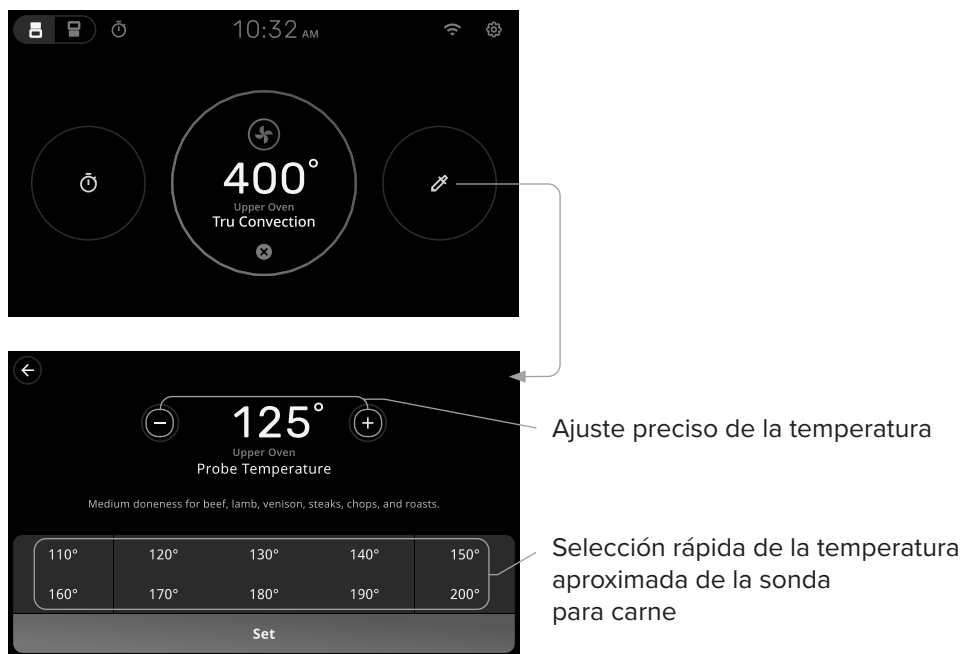 10:32 AM
400°
Upper Oven
Tru Convection
125°
Upper Oven
Probe Temperature
Medium doneness for beef, lamb, venison, steaks, chops, and roasts.
110° 120° 130° 140° 150°
160° 170° 180° 190° 200°
Set
Ajuste preciso de la temperatura
Selección rápida de la temperatura
aproximada de la sonda
para carne